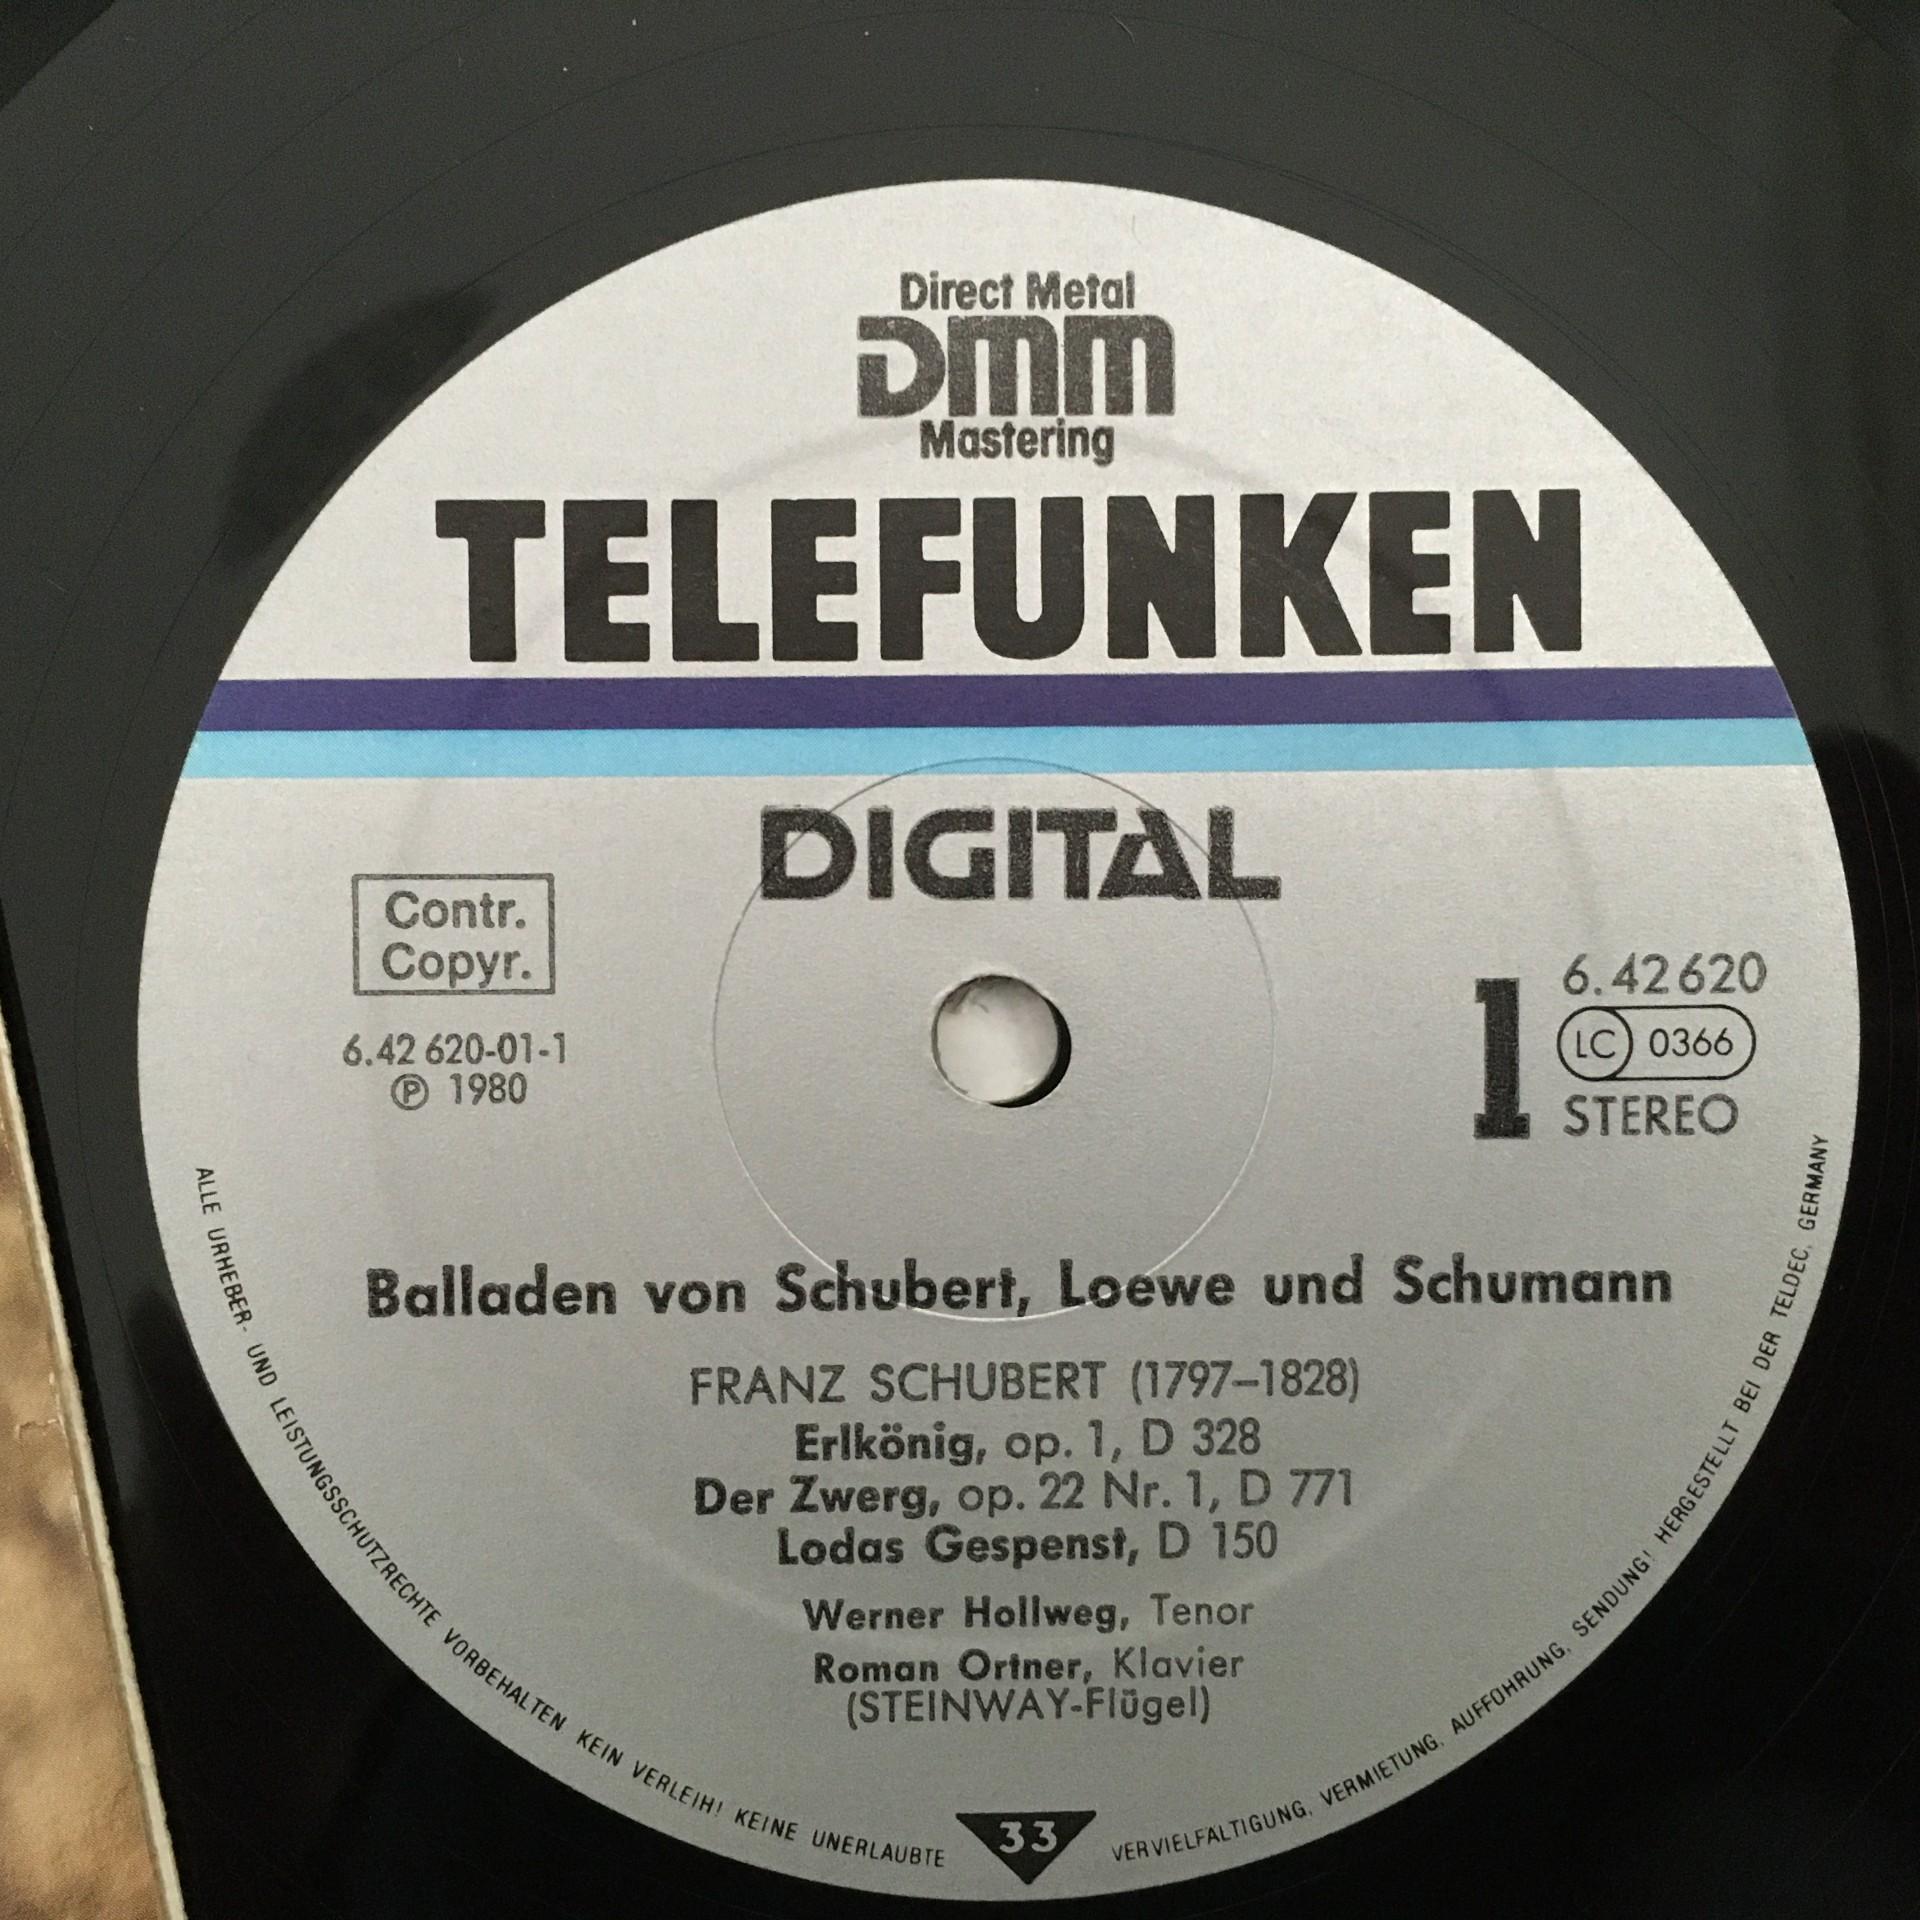 Direct Metal
DMM
Mastering
TELEFUNKEN
DIGITAL
Contr.
Copyr.
6.42 620-01-1
℗ 1980
1
6.42620
LC 0366
STEREO
Balladen von Schubert, Loewe und Schumann
FRANZ SCHUBERT (1797–1828)
Erlkönig, op. 1, D 328
Der Zwerg, op. 22 Nr. 1, D 771
Lodas Gespenst, D 150
Werner Hollweg, Tenor
Roman Ortner, Klavier
(STEINWAY-Flügel)
33
ALLE URHEBER- UND LEISTUNGSSCHUTZRECHTE VORBEHALTEN KEIN VERLEIH! KEINE UNERLAUBTE VERVIELFÄLTIGUNG, VERMIETUNG, AUFFÜHRUNG, SENDUNG! HERGESTELLT BEI DER TELDEC, GERMANY